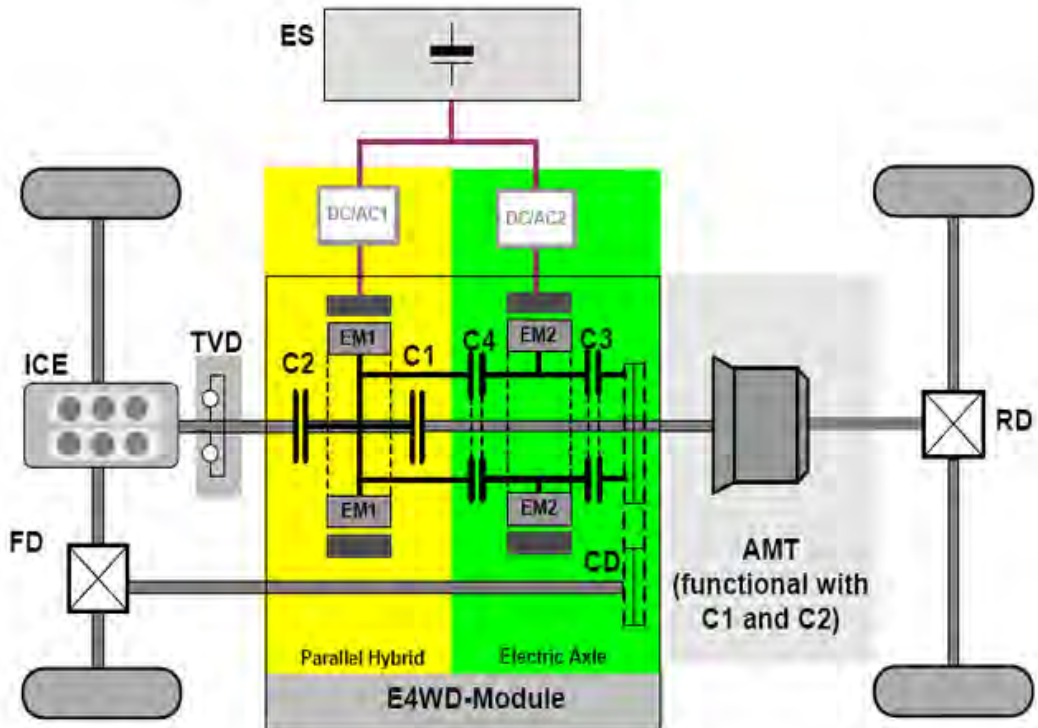 ES
DC/AC1
DC/AC2
TVD
ICE
EM1
EM2
C4
C3
C2
C1
RD
EM1
EM2
FD
CD
AMT
(functional with
C1 and C2)
Parallel Hybrid
Electric Axle
E4WD-Module